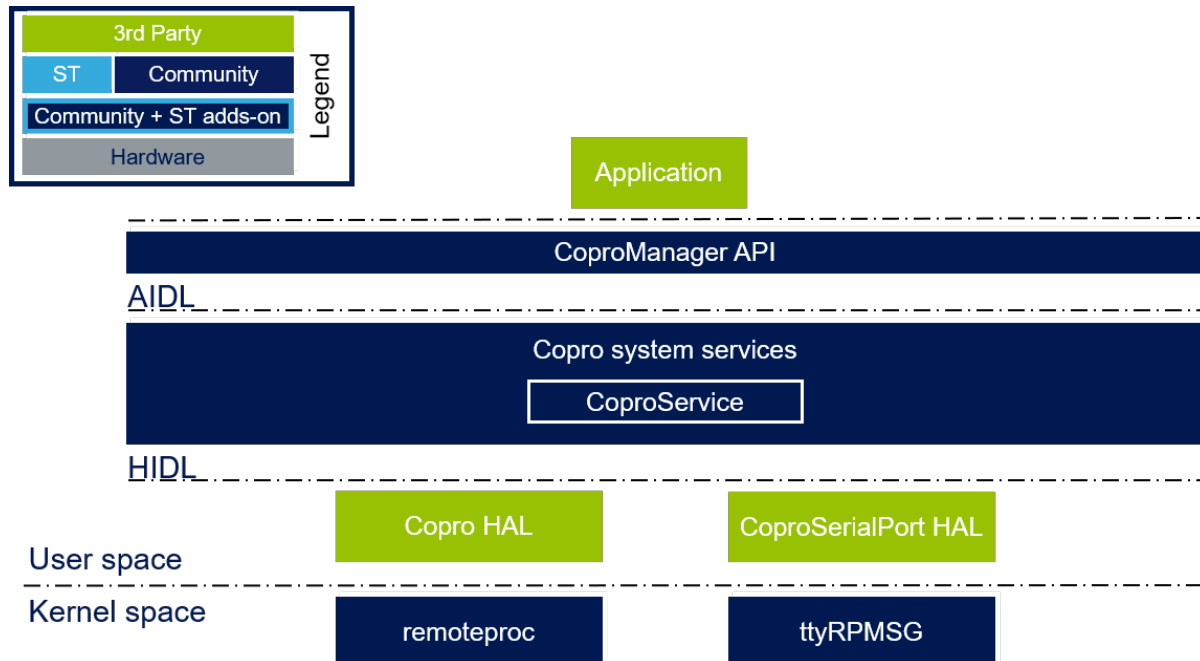 3rd Party
ST
Community
Community + ST adds-on
Hardware
Legend
Application
CoproManager API
AIDL
Copro system services
CoproService
HIDL
Copro HAL
CoproSerialPort HAL
User space
Kernel space
remoteproc
ttyRPMSG